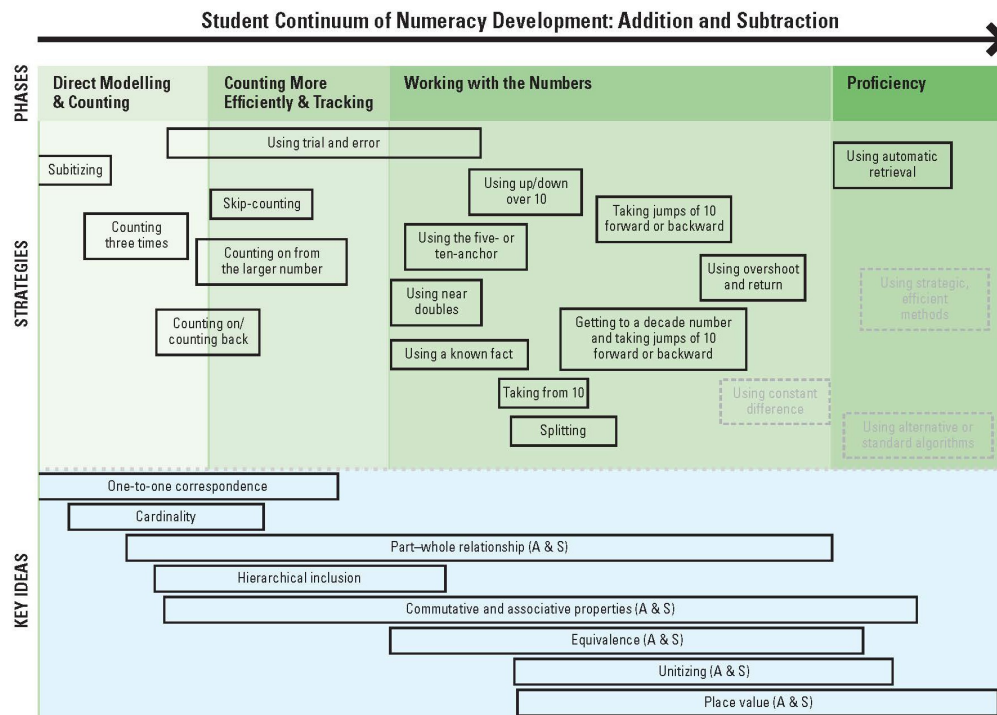 Student Continuum of Numeracy Development: Addition and Subtraction
PHASES
Direct Modelling
& Counting
Counting More
Efficiently & Tracking
Working with the Numbers
Proficiency
STRATEGIES
Using trial and error
Subitizing
Using automatic
retrieval
Using up/down
over 10
Skip-counting
Taking jumps of 10
forward or backward
Counting
three times
Using the five- or
ten-anchor
Counting on from
the larger number
Using overshoot
and return
Using strategic,
efficient
methods
Using near
doubles
Counting on/
counting back
Getting to a decade number
and taking jumps of 10
forward or backward
Using a known fact
Taking from 10
Using constant
difference
Splitting
Using alternative or
standard algorithms
KEY IDEAS
One-to-one correspondence
Cardinality
Part–whole relationship (A & S)
Hierarchical inclusion
Commutative and associative properties (A & S)
Equivalence (A & S)
Unitizing (A & S)
Place value (A & S)